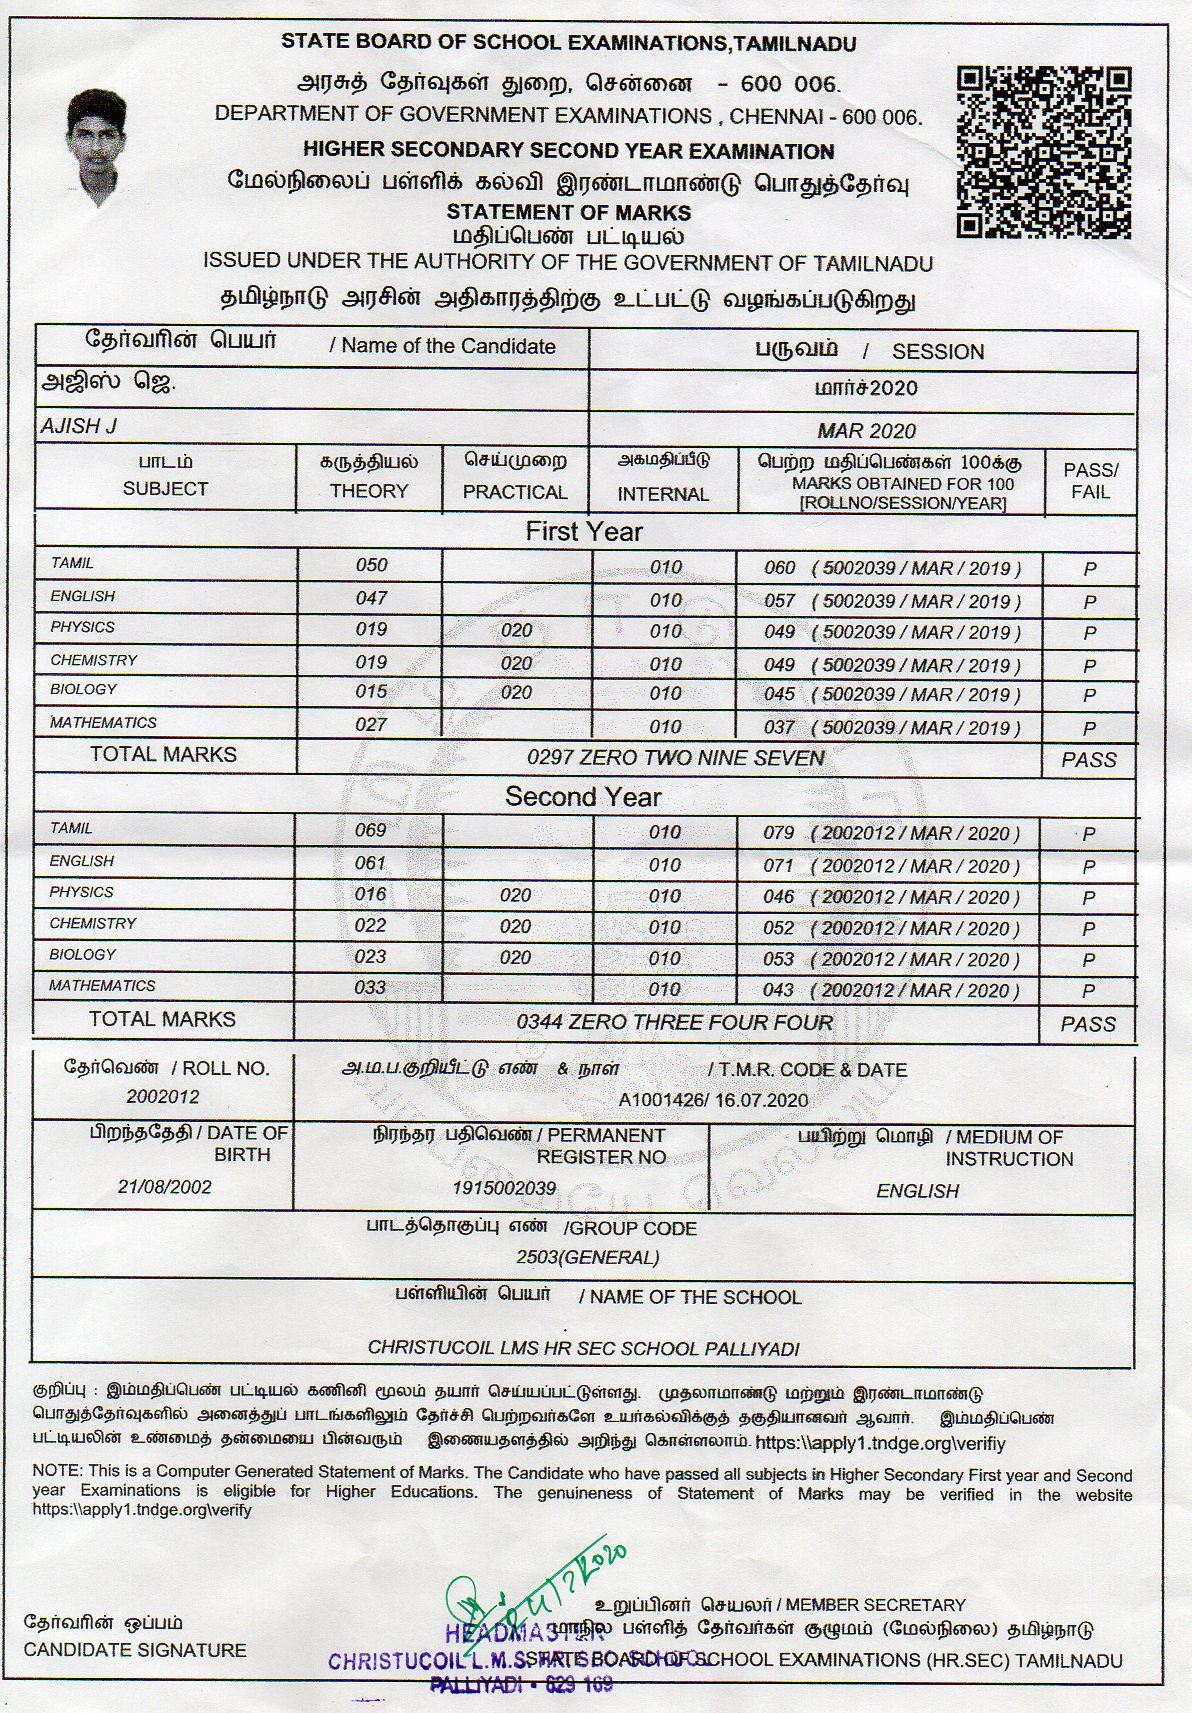 STATE BOARD OF SCHOOL EXAMINATIONS,TAMILNADU
அரசுத் தேர்வுகள் துறை, சென்னை - 600 006.
DEPARTMENT OF GOVERNMENT EXAMINATIONS , CHENNAI - 600 006.
HIGHER SECONDARY SECOND YEAR EXAMINATION
மேல்நிலைப் பள்ளிக் கல்வி இரண்டாமாண்டு பொதுத்தேர்வு
STATEMENT OF MARKS
மதிப்பெண் பட்டியல்
ISSUED UNDER THE AUTHORITY OF THE GOVERNMENT OF TAMILNADU
தமிழ்நாடு அரசின் அதிகாரத்திற்கு உட்பட்டு வழங்கப்படுகிறது
தேர்வரின் பெயர் / Name of the Candidate பருவம் / SESSION
அஜிஸ் ஜெ. மார்ச்2020
AJISH J MAR 2020
பாடம் கருத்தியல் செய்முறை அகமதிப்பீடு பெற்ற மதிப்பெண்கள் 100க்கு PASS/
SUBJECT THEORY PRACTICAL INTERNAL MARKS OBTAINED FOR 100 FAIL
[ROLLNO/SESSION/YEAR]
First Year
TAMIL 050 010 060 ( 5002039 / MAR / 2019 ) P
ENGLISH 047 010 057 ( 5002039 / MAR / 2019 ) P
PHYSICS 019 020 010 049 ( 5002039 / MAR / 2019 ) P
CHEMISTRY 019 020 010 049 ( 5002039 / MAR / 2019 ) P
BIOLOGY 015 020 010 045 ( 5002039 / MAR / 2019 ) P
MATHEMATICS 027 010 037 ( 5002039 / MAR / 2019 ) P
TOTAL MARKS 0297 ZERO TWO NINE SEVEN PASS
Second Year
TAMIL 069 010 079 ( 2002012 / MAR / 2020 ) P
ENGLISH 061 010 071 ( 2002012 / MAR / 2020 ) P
PHYSICS 016 020 010 046 ( 2002012 / MAR / 2020 ) P
CHEMISTRY 022 020 010 052 ( 2002012 / MAR / 2020 ) P
BIOLOGY 023 020 010 053 ( 2002012 / MAR / 2020 ) P
MATHEMATICS 033 010 043 ( 2002012 / MAR / 2020 ) P
TOTAL MARKS 0344 ZERO THREE FOUR FOUR PASS
தேர்வெண் / ROLL NO. அ.ம.ப.குறியீட்டு எண் & நாள் / T.M.R. CODE & DATE
2002012 A1001426/ 16.07.2020
பிறந்ததேதி / DATE OF BIRTH நிரந்தர பதிவெண் / PERMANENT REGISTER NO பயிற்று மொழி / MEDIUM OF INSTRUCTION
21/08/2002 1915002039 ENGLISH
பாடத்தொகுப்பு எண் /GROUP CODE
2503(GENERAL)
பள்ளியின் பெயர் / NAME OF THE SCHOOL
CHRISTUCOIL LMS HR SEC SCHOOL PALLIYADI
குறிப்பு : இம்மதிப்பெண் பட்டியல் கணினி மூலம் தயார் செய்யப்பட்டுள்ளது. முதலாமாண்டு மற்றும் இரண்டாமாண்டு
பொதுத்தேர்வுகளில் அனைத்துப் பாடங்களிலும் தேர்ச்சி பெற்றவர்களே உயர்கல்விக்குத் தகுதியானவர் ஆவார். இம்மதிப்பெண்
பட்டியலின் உண்மைத் தன்மையை பின்வரும் இணையதளத்தில் அறிந்து கொள்ளலாம். https:\\apply1.tndge.org\verifiy
NOTE: This is a Computer Generated Statement of Marks. The Candidate who have passed all subjects in Higher Secondary First year and Second
year Examinations is eligible for Higher Educations. The genuineness of Statement of Marks may be verified in the website
https:\\apply1.tndge.org\verify
உறுப்பினர் செயலர் / MEMBER SECRETARY
தேர்வரின் ஒப்பம் மாநில பள்ளித் தேர்வர்கள் குழுமம் (மேல்நிலை) தமிழ்நாடு
CANDIDATE SIGNATURE STATE BOARD OF SCHOOL EXAMINATIONS (HR.SEC) TAMILNADU
HEADMASTER
CHRISTUCOIL L.M.S. HR. SEC. SCHOOL
PALLIYADI - 629 169